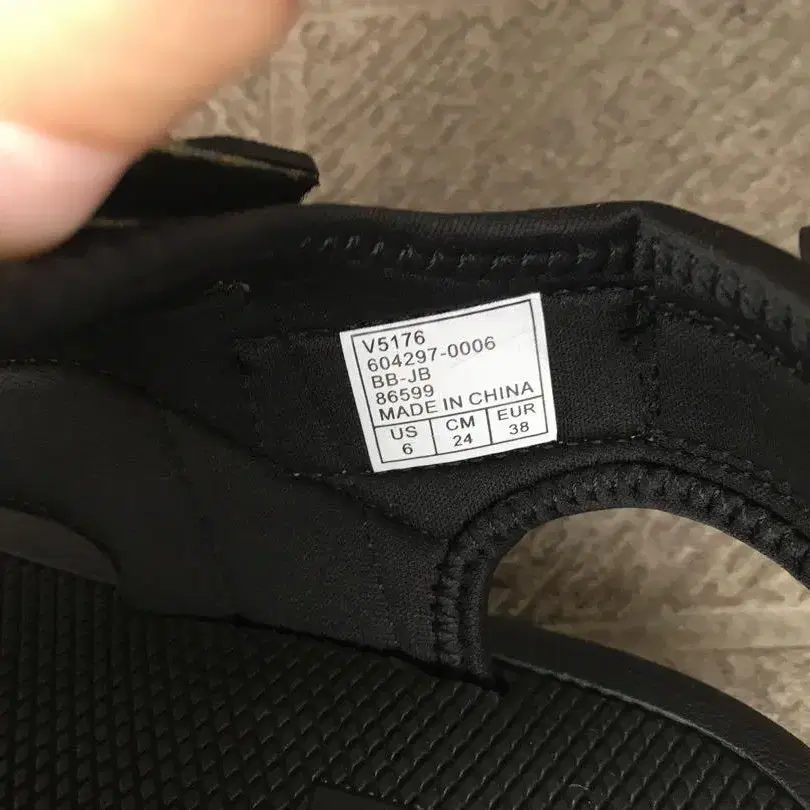 V5176
604297-0006
BB-JB
86599
MADE IN CHINA
US CM EUR
6 24 38